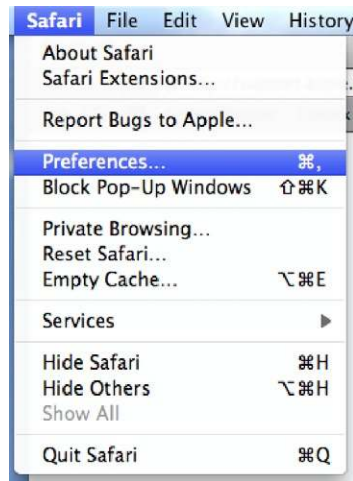 Safari File Edit View History
About Safari
Safari Extensions...
Report Bugs to Apple...
Preferences... ⌘,
Block Pop-Up Windows ⇧⌘K
Private Browsing...
Reset Safari...
Empty Cache... ⌥⌘E
Services ▶
Hide Safari ⌘H
Hide Others ⌥⌘H
Show All
Quit Safari ⌘Q